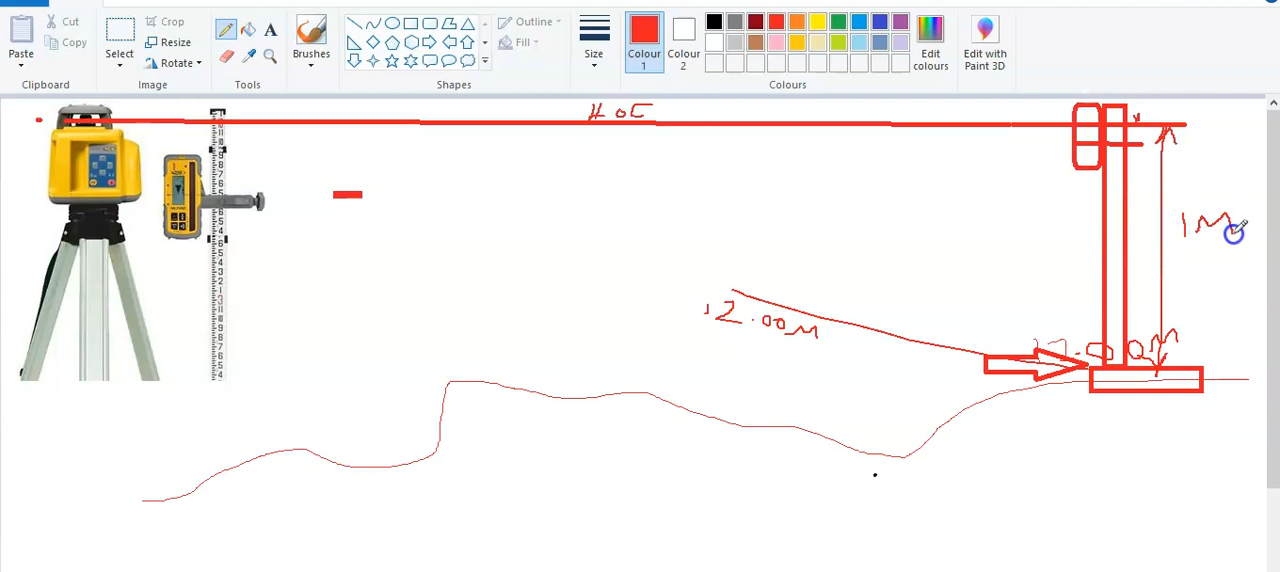 Paste
Cut
Copy
Clipboard
Select
Crop
Resize
Rotate
Image
Tools
Brushes
Shapes
Outline
Fill
Size
Colour
1
Colour
2
Edit
colours
Edit with
Paint 3D
Colours
1M
2.00M